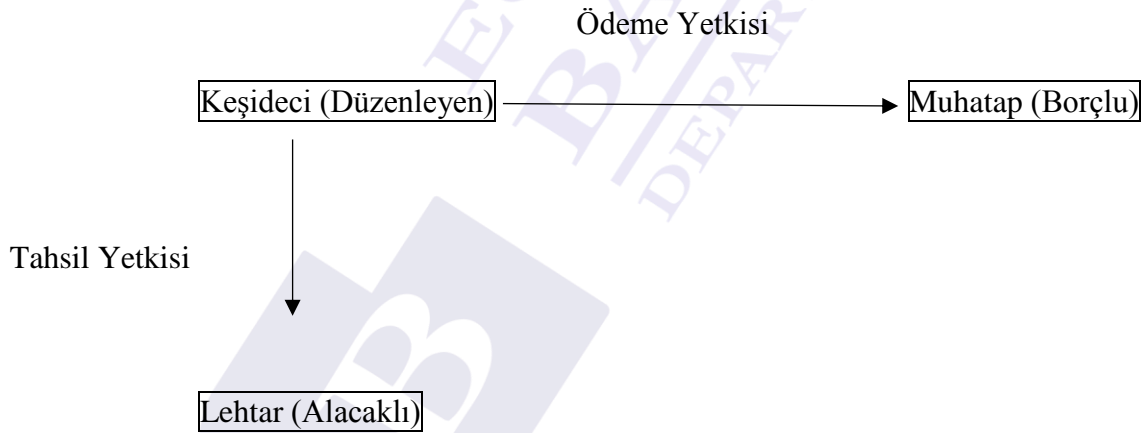 Ödeme Yetkisi
Keşideci (Düzenleyen) Muhatap (Borçlu)
Tahsil Yetkisi
Lehtar (Alacaklı)